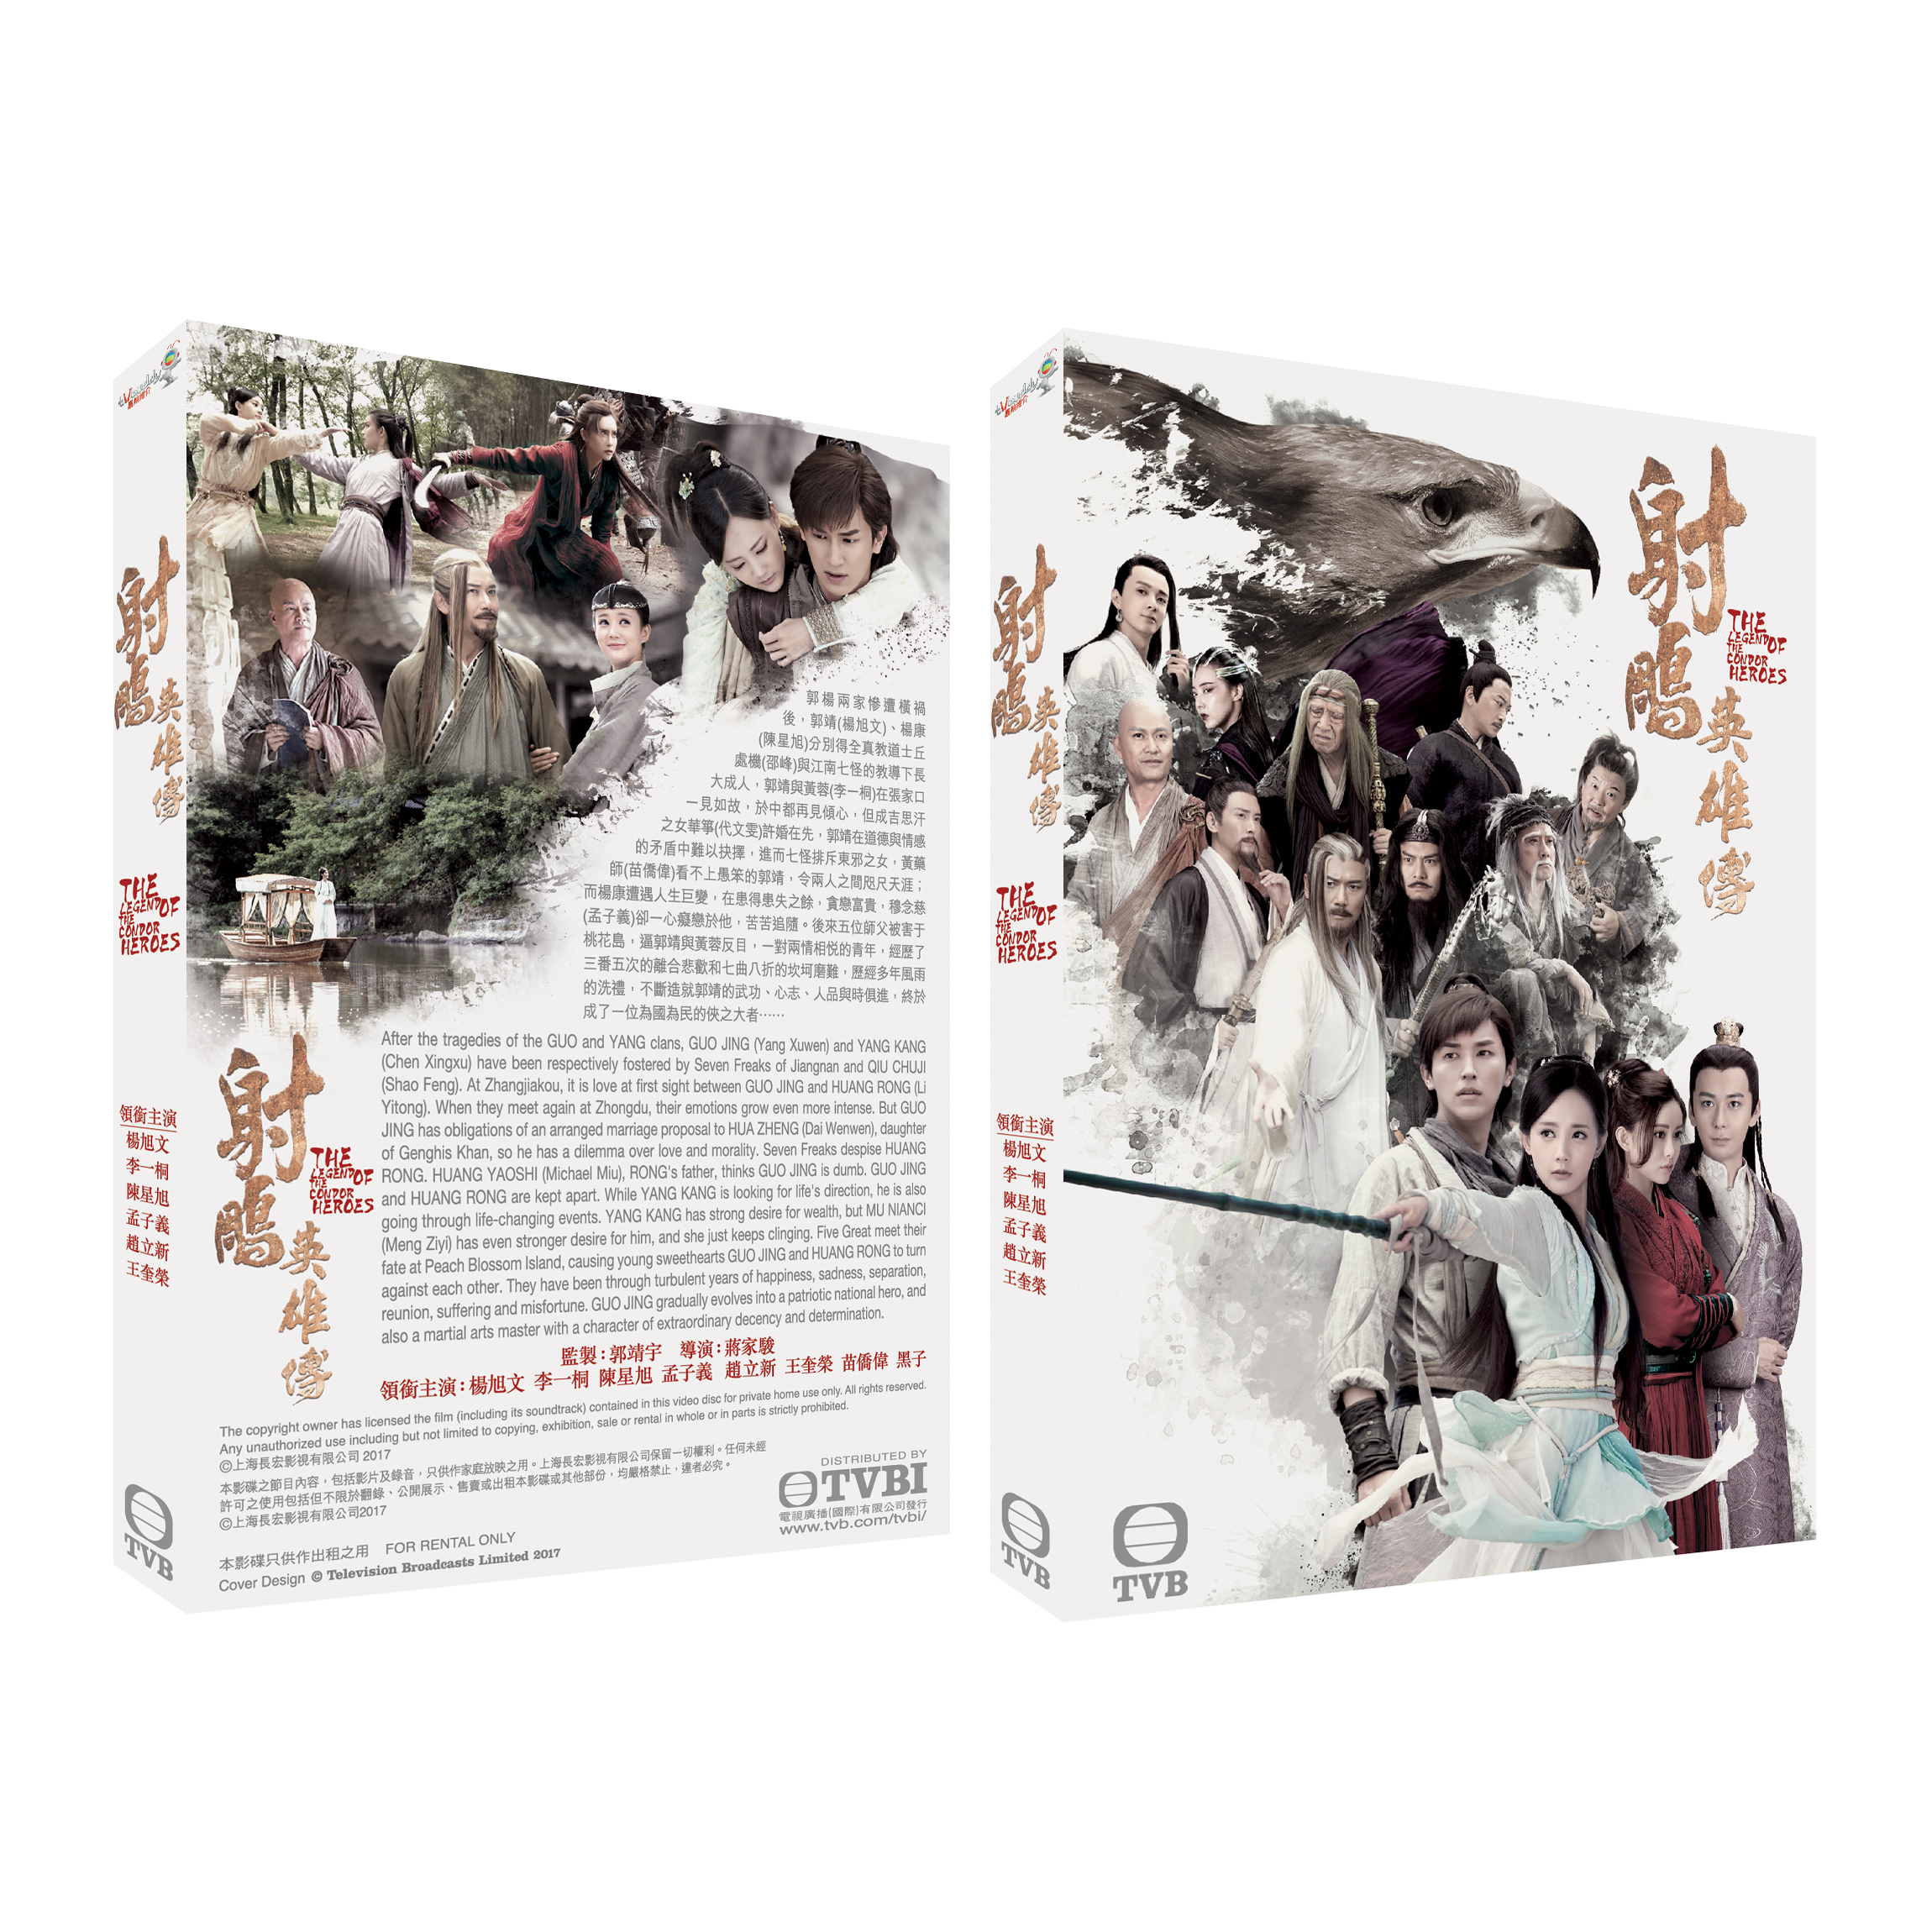 射鵰英雄傳
THE
LEGEND OF
THE
CONDOR
HEROES
領銜主演
楊旭文
李一桐
陳星旭
孟子義
趙立新
王奎榮
TVB
郭楊兩家慘遭橫禍
後，郭靖(楊旭文)、楊康
(陳星旭)分別得全真教道士丘
處機(邵峰)與江南七怪的教導下長
大成人，郭靖與黃蓉(李一桐)在張家口
一見如故，於中都再見傾心，但成吉思汗
之女華箏(代文雯)許婚在先，郭靖在道德與情感
的矛盾中難以抉擇，進而七怪排斥東邪之女，黃藥
師(苗僑偉)看不上愚笨的郭靖，令兩人之間咫尺天涯；
而楊康遭遇人生巨變，在患得患失之餘，貪戀富貴，穆念慈
(孟子義)卻一心癡戀於他，苦苦追隨。後來五位師父被害于
桃花島，逼郭靖與黃蓉反目，一對兩情相悅的青年，經歷了
三番五次的離合悲歡和七曲八折的坎坷磨難，歷經多年風雨
的洗禮，不斷造就郭靖的武功、心志、人品與時俱進，終於
成了一位為國為民的俠之大者……
射鵰英雄傳
THE
LEGEND OF
THE
CONDOR
HEROES
After the tragedies of the GUO and YANG clans, GUO JING (Yang Xuwen) and YANG KANG
(Chen Xingxu) have been respectively fostered by Seven Freaks of Jiangnan and QIU CHUJI
(Shao Feng). At Zhangjiakou, it is love at first sight between GUO JING and HUANG RONG (Li
Yitong). When they meet again at Zhongdu, their emotions grow even more intense. But GUO
JING has obligations of an arranged marriage proposal to HUA ZHENG (Dai Wenwen), daughter
of Genghis Khan, so he has a dilemma over love and morality. Seven Freaks despise HUANG
RONG. HUANG YAOSHI (Michael Miu), RONG's father, thinks GUO JING is dumb. GUO JING
and HUANG RONG are kept apart. While YANG KANG is looking for life's direction, he is also
going through life-changing events. YANG KANG has strong desire for wealth, but MU NIANCI
(Meng Ziyi) has even stronger desire for him, and she just keeps clinging. Five Great meet their
fate at Peach Blossom Island, causing young sweethearts GUO JING and HUANG RONG to turn
against each other. They have been through turbulent years of happiness, sadness, separation,
reunion, suffering and misfortune. GUO JING gradually evolves into a patriotic national hero, and
also a martial arts master with a character of extraordinary decency and determination.
監製：郭靖宇 導演：蔣家駿
領銜主演：楊旭文 李一桐 陳星旭 孟子義 趙立新 王奎榮 苗僑偉 黑子
The copyright owner has licensed the film (including its soundtrack) contained in this video disc for private home use only. All rights reserved.
Any unauthorized use including but not limited to copying, exhibition, sale or rental in whole or in parts is strictly prohibited.
©上海長宏影視有限公司 2017
本影碟之節目內容，包括影片及錄音，只供作家庭放映之用。上海長宏影視有限公司保留一切權利。任何未經
許可之使用包括但不限於翻錄、公開展示、售賣或出租本影碟或其他部份，均嚴格禁止，違者必究。
©上海長宏影視有限公司2017
本影碟只供作出租之用 FOR RENTAL ONLY
Cover Design © Television Broadcasts Limited 2017
DISTRIBUTED BY
TVBI
電視廣播(國際)有限公司發行
www.tvb.com/tvbi/
射鵰英雄傳
THE
LEGEND OF
THE
CONDOR
HEROES
領銜主演
楊旭文
李一桐
陳星旭
孟子義
趙立新
王奎榮
TVB
射鵰英雄傳
THE
LEGEND OF
THE
CONDOR
HEROES
TVB